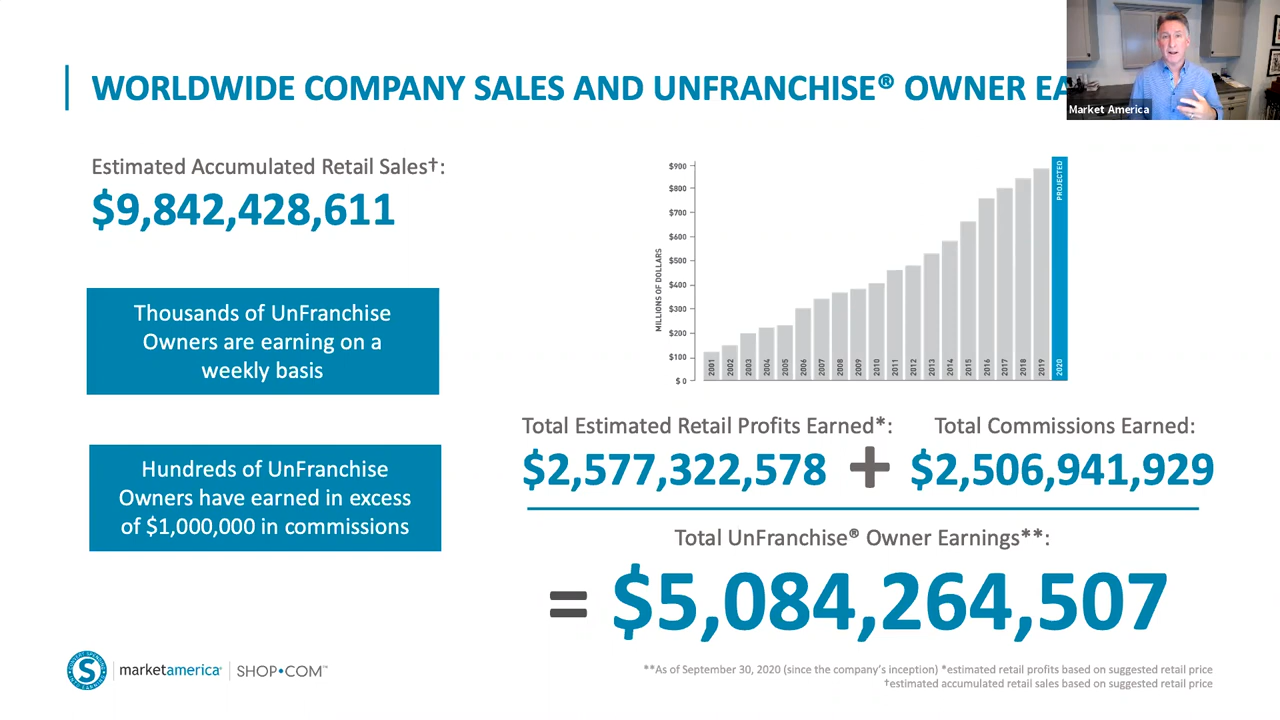 WORLDWIDE COMPANY SALES AND UNFRANCHISE® OWNER EA
Market America
Estimated Accumulated Retail Sales†:
$9,842,428,611
Thousands of UnFranchise
Owners are earning on a
weekly basis
Hundreds of UnFranchise
Owners have earned in excess
of $1,000,000 in commissions
MILLIONS OF DOLLARS
$900
$800
$700
$600
$500
$400
$300
$200
$100
$0
2001
2002
2003
2004
2005
2006
2007
2008
2009
2010
2011
2012
2013
2014
2015
2016
2017
2018
2019
2020
PROJECTED
Total Estimated Retail Profits Earned*:
Total Commissions Earned:
$2,577,322,578 + $2,506,941,929
Total UnFranchise® Owner Earnings**:
= $5,084,264,507
S
marketamerica®
SHOP•COM™
**As of September 30, 2020 (since the company's inception) *estimated retail profits based on suggested retail price
†estimated accumulated retail sales based on suggested retail price